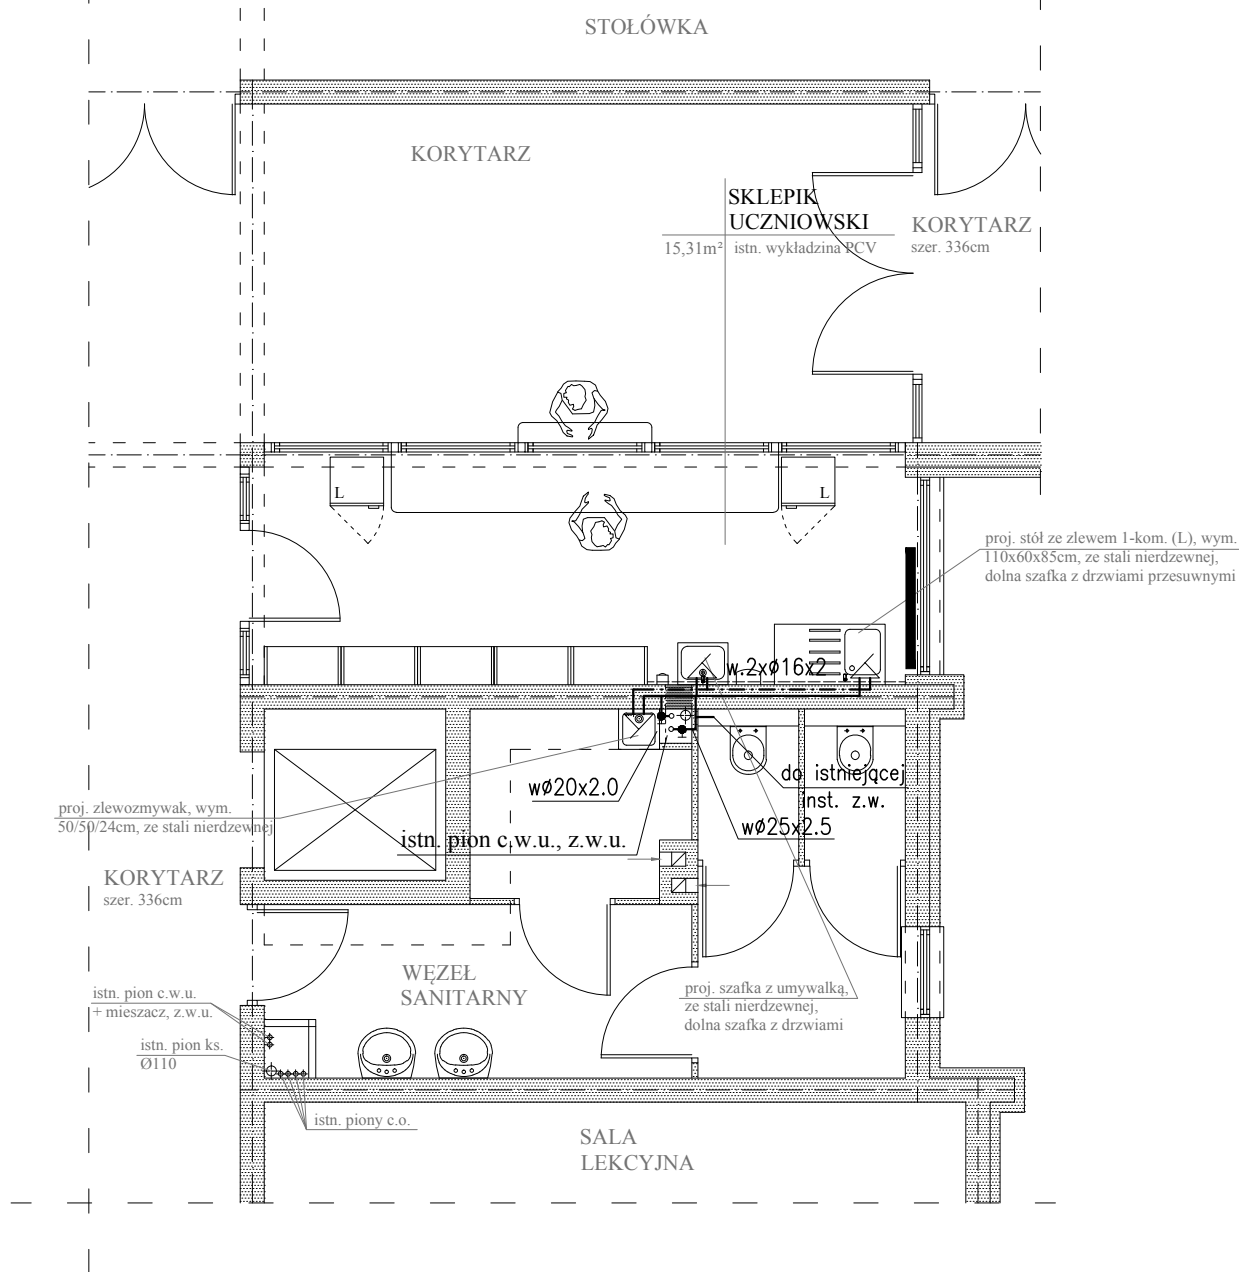 STOŁÓWKA
KORYTARZ
SKLEPIK
UCZNIOWSKI
15,31m² istn. wykładzina PCV
KORYTARZ
szer. 336cm
L
L
proj. stół ze zlewem 1-kom. (L), wym.
110x60x85cm, ze stali nierdzewnej,
dolna szafka z drzwiami przesuwnymi
w.2xø16x2
wø20x2.0
do istniejącej
inst. z.w.
wø25x2.5
proj. zlewozmywak, wym.
50/50/24cm, ze stali nierdzewnej
istn. pion c.w.u., z.w.u.
KORYTARZ
szer. 336cm
WĘZEŁ
SANITARNY
proj. szafka z umywalką,
ze stali nierdzewnej,
dolna szafka z drzwiami
istn. pion c.w.u.
+ mieszacz, z.w.u.
istn. pion ks.
Ø110
istn. piony c.o.
SALA
LEKCYJNA